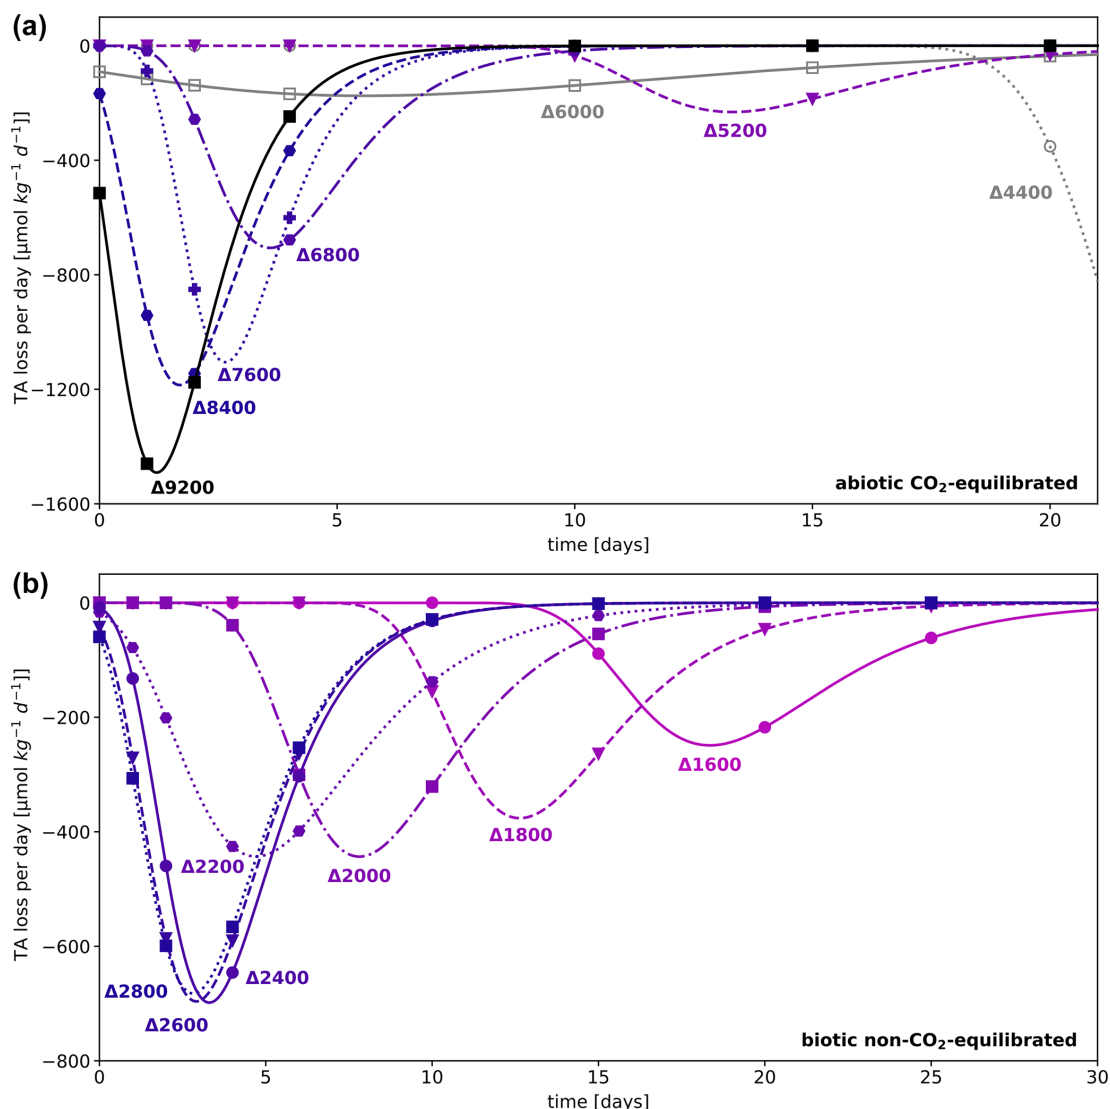 (a)
0
−400
−800
−1200
−1600
TA loss per day [µmol kg⁻¹ d⁻¹]]
Δ6000
Δ5200
Δ4400
Δ6800
Δ7600
Δ8400
Δ9200
abiotic CO₂-equilibrated
0 5 10 15 20
time [days]
(b)
0
−200
−400
−600
−800
TA loss per day [µmol kg⁻¹ d⁻¹]]
Δ1600
Δ1800
Δ2200
Δ2000
Δ2400
Δ2800
Δ2600
biotic non-CO₂-equilibrated
0 5 10 15 20 25 30
time [days]